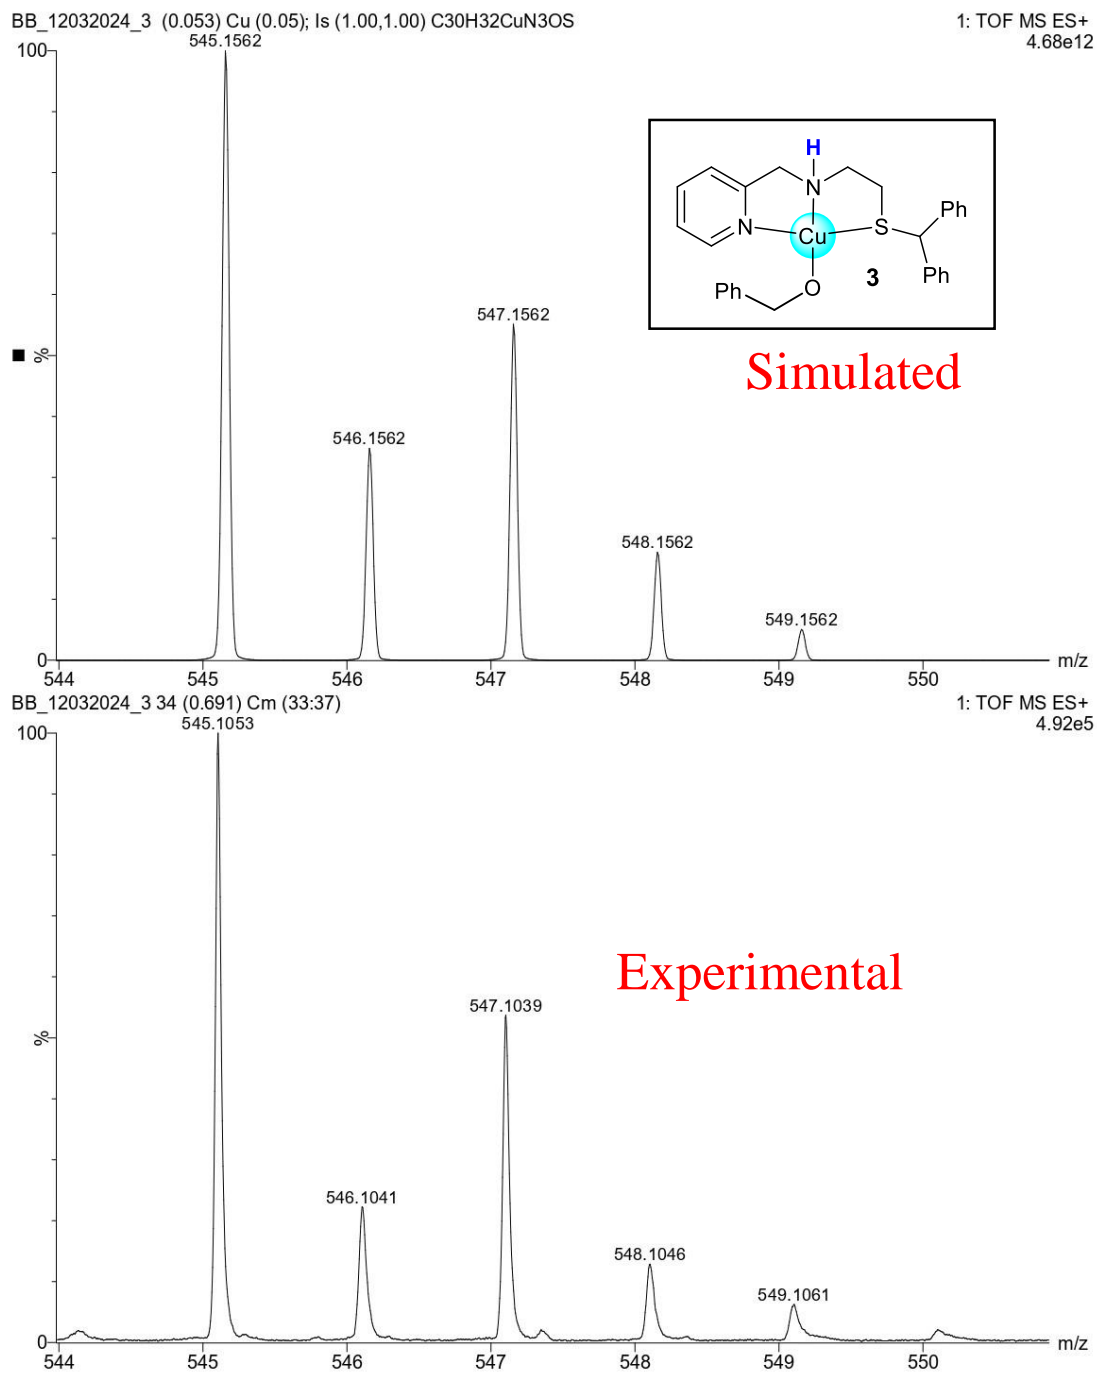 BB_12032024_3 (0.053) Cu (0.05); Is (1.00,1.00) C30H32CuN3OS
1: TOF MS ES+
4.68e12
545.1562
100
H
N
N
Cu
S
Ph
Ph
Ph
O
3
547.1562
%
Simulated
546.1562
548.1562
549.1562
0
m/z
544
545
546
547
548
549
550
BB_12032024_3 34 (0.691) Cm (33:37)
1: TOF MS ES+
4.92e5
545.1053
100
Experimental
547.1039
%
546.1041
548.1046
549.1061
0
m/z
544
545
546
547
548
549
550